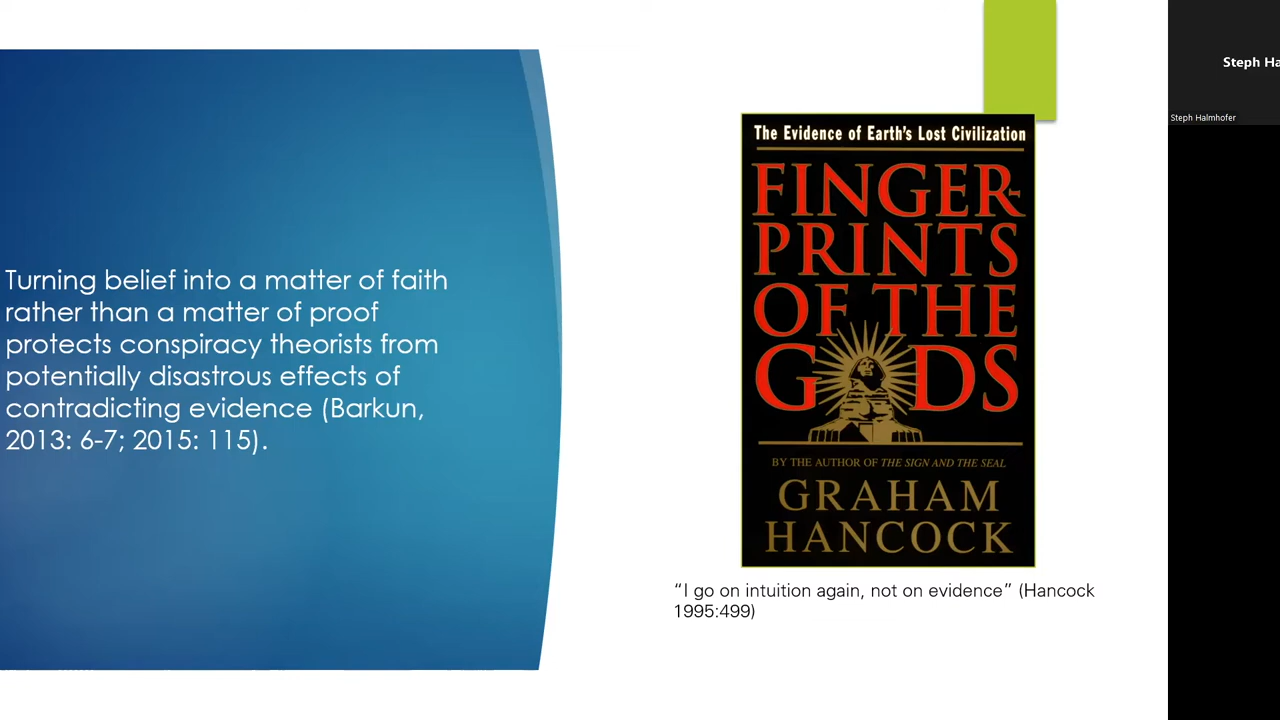 Turning belief into a matter of faith
rather than a matter of proof
protects conspiracy theorists from
potentially disastrous effects of
contradicting evidence (Barkun,
2013: 6-7; 2015: 115).
The Evidence of Earth's Lost Civilization
FINGER-
PRINTS
OF THE
GODS
BY THE AUTHOR OF THE SIGN AND THE SEAL
GRAHAM
HANCOCK
“I go on intuition again, not on evidence” (Hancock
1995:499)
Steph Ha
Steph Halmhofer